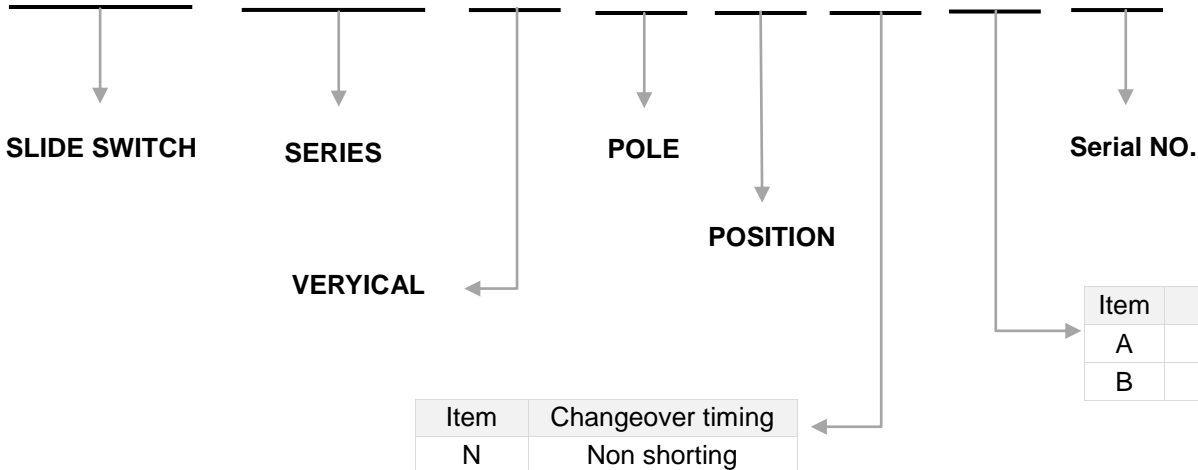 SLIDE SWITCH
SERIES
POLE
Serial NO.
POSITION
VERYICAL
Item
A
B
Item Changeover timing
N Non shorting